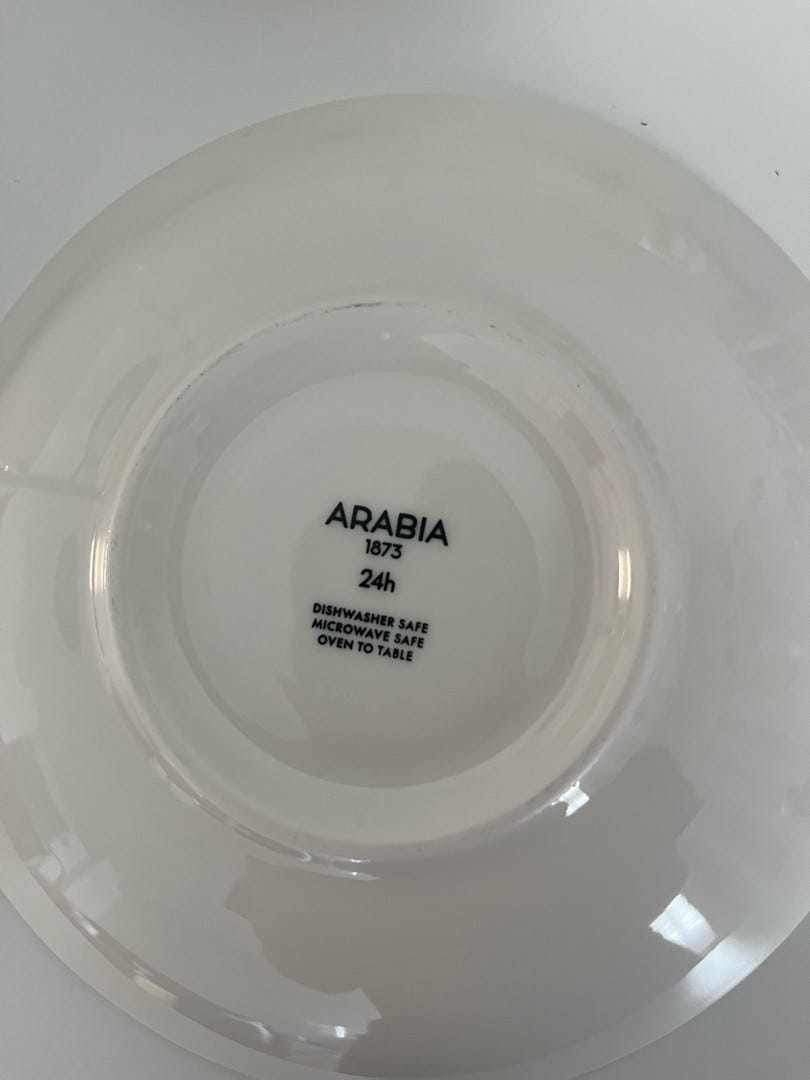 ARABIA
1873
24h
DISHWASHER SAFE
MICROWAVE SAFE
OVEN TO TABLE